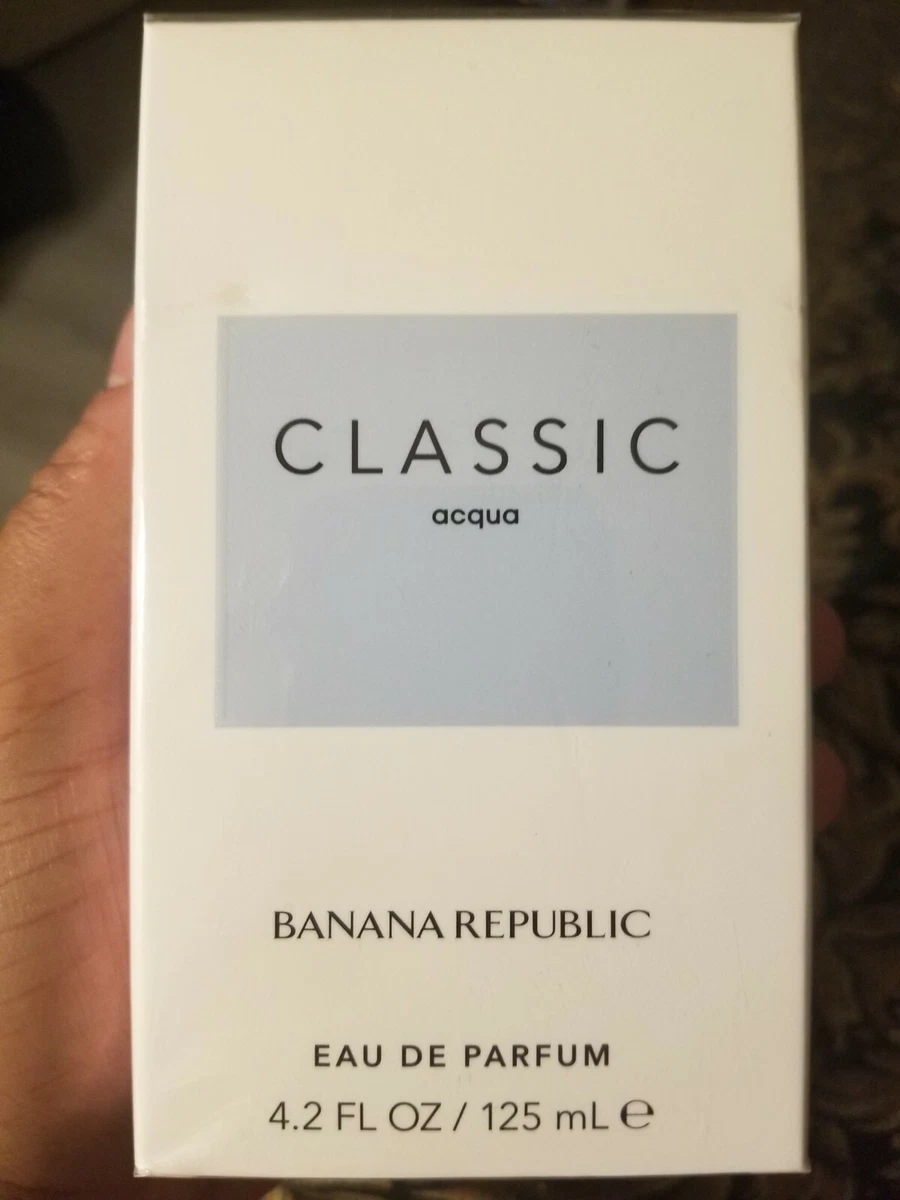 CLASSIC
acqua
BANANA REPUBLIC
EAU DE PARFUM
4.2 FL OZ / 125 mL ℮